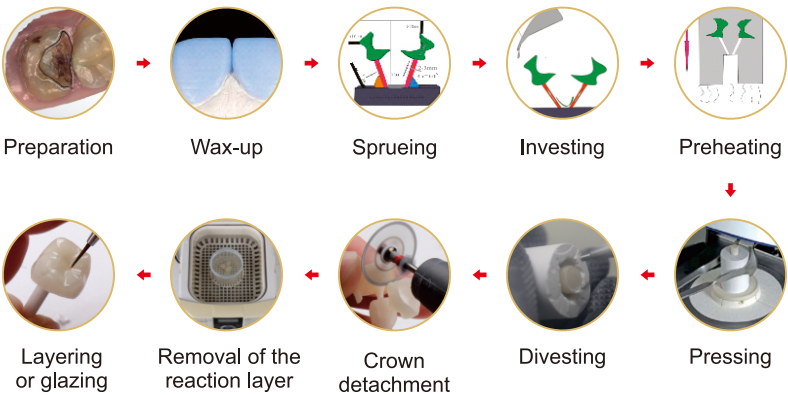 Preparation
Wax-up
Sprueing
Investing
Preheating
Pressing
Divesting
Crown
detachment
Removal of the
reaction layer
Layering
or glazing